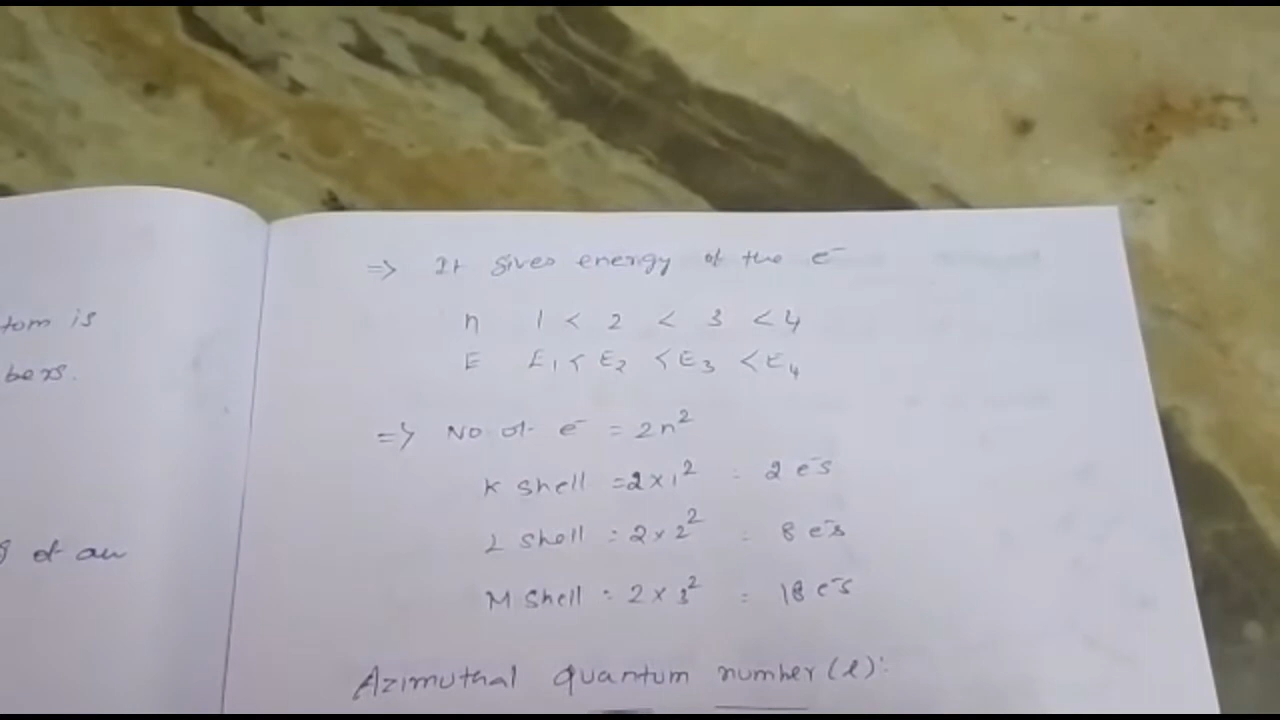 tom is
bers.
of an
=> It gives energy of the e⁻
n 1 < 2 < 3 < 4
E E₁ < E₂ < E₃ < E₄
=> No of e⁻ = 2n²
K shell = 2×1² = 2 e⁻s
L shell = 2×2² = 8 e⁻s
M shell = 2×3² = 18 e⁻s
Azimuthal quantum number (l):